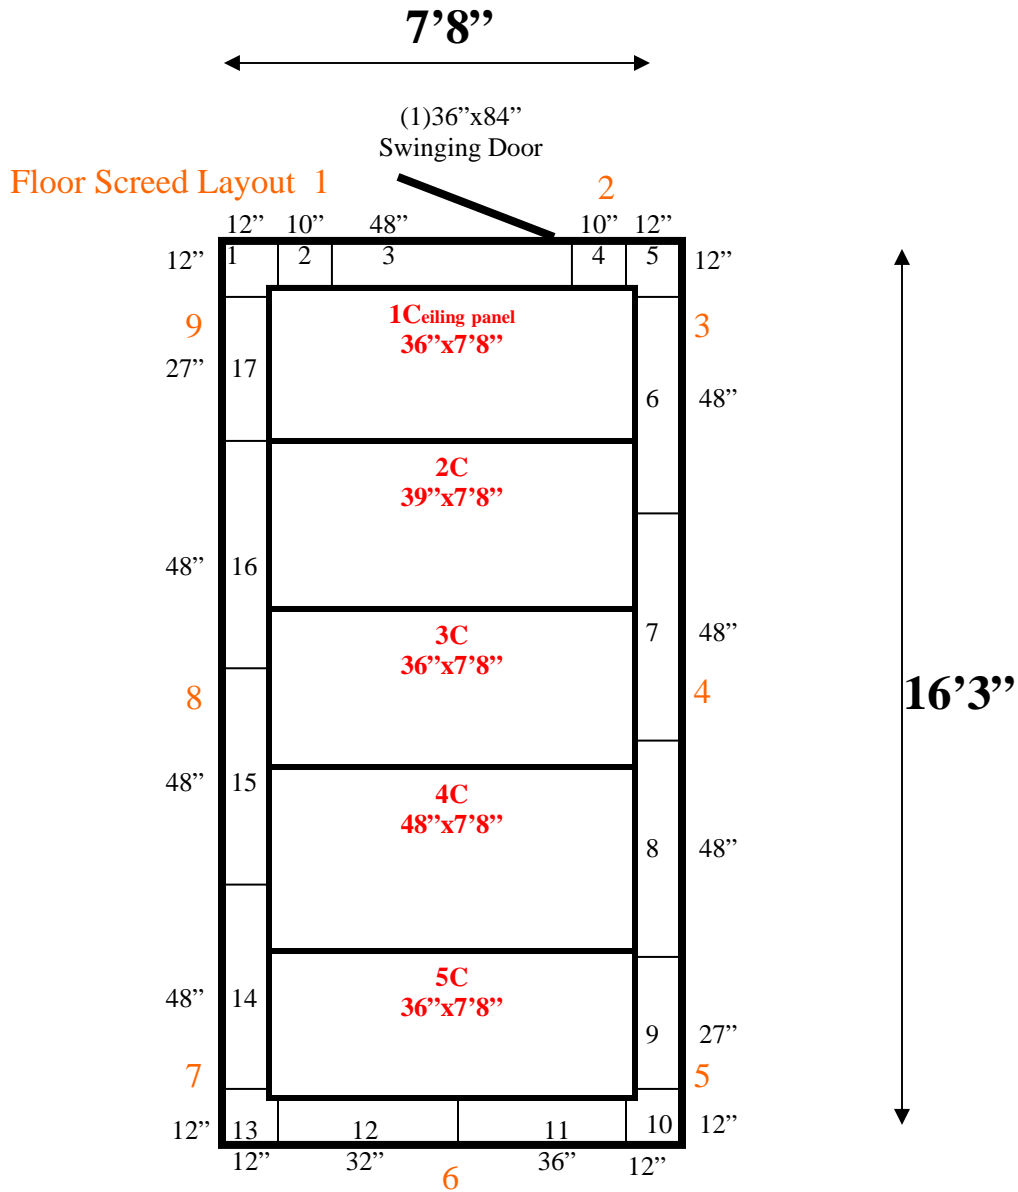 7’8”
(1)36”x84”
Swinging Door
Floor Screed Layout 1
2
12” 10” 48” 10” 12”
12” 1 2 3 4 5 12”
1Ceiling panel
36”x7’8”
9
3
27” 17
6 48”
2C
39”x7’8”
48” 16
3C
36”x7’8”
7 48”
8
4
16’3”
48” 15
4C
48”x7’8”
8 48”
5C
36”x7’8”
48” 14
9 27”
7
5
12” 13 12 11 10 12”
12” 32” 36” 12”
6